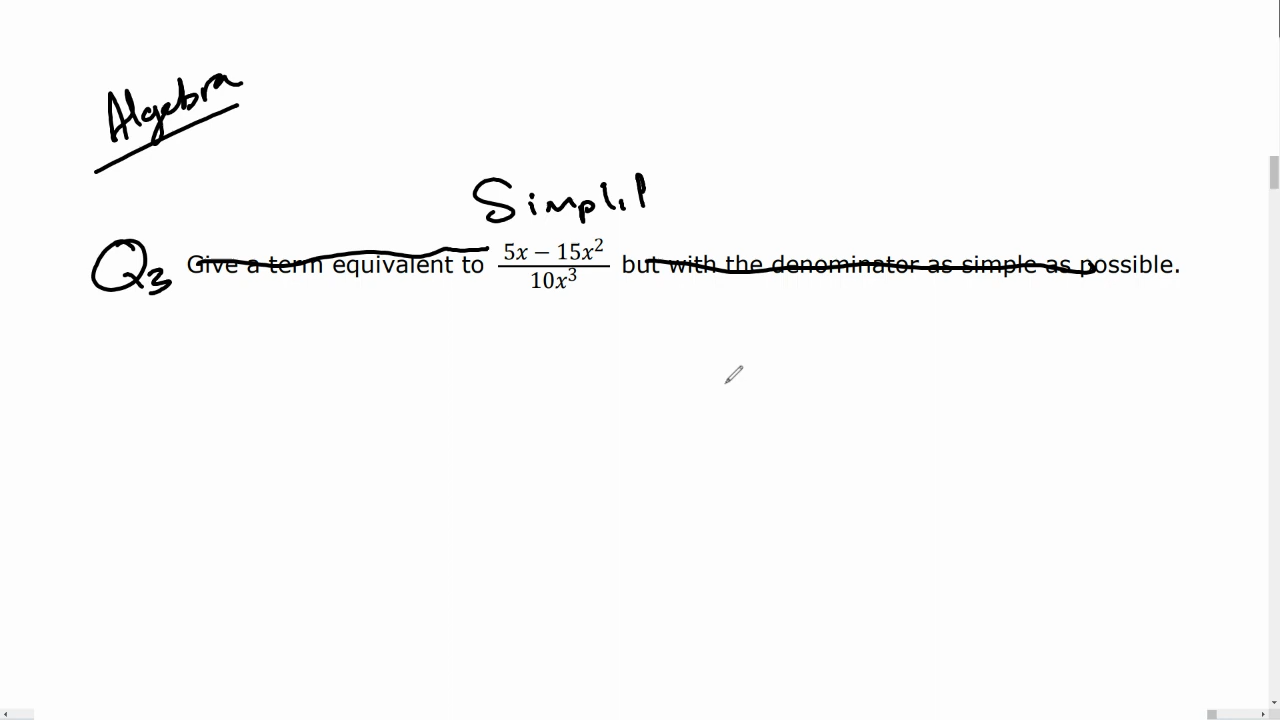 Algebra
Simplif
Q3 Give a term equivalent to (5x − 15x²)/(10x³) but with the denominator as simple as possible.